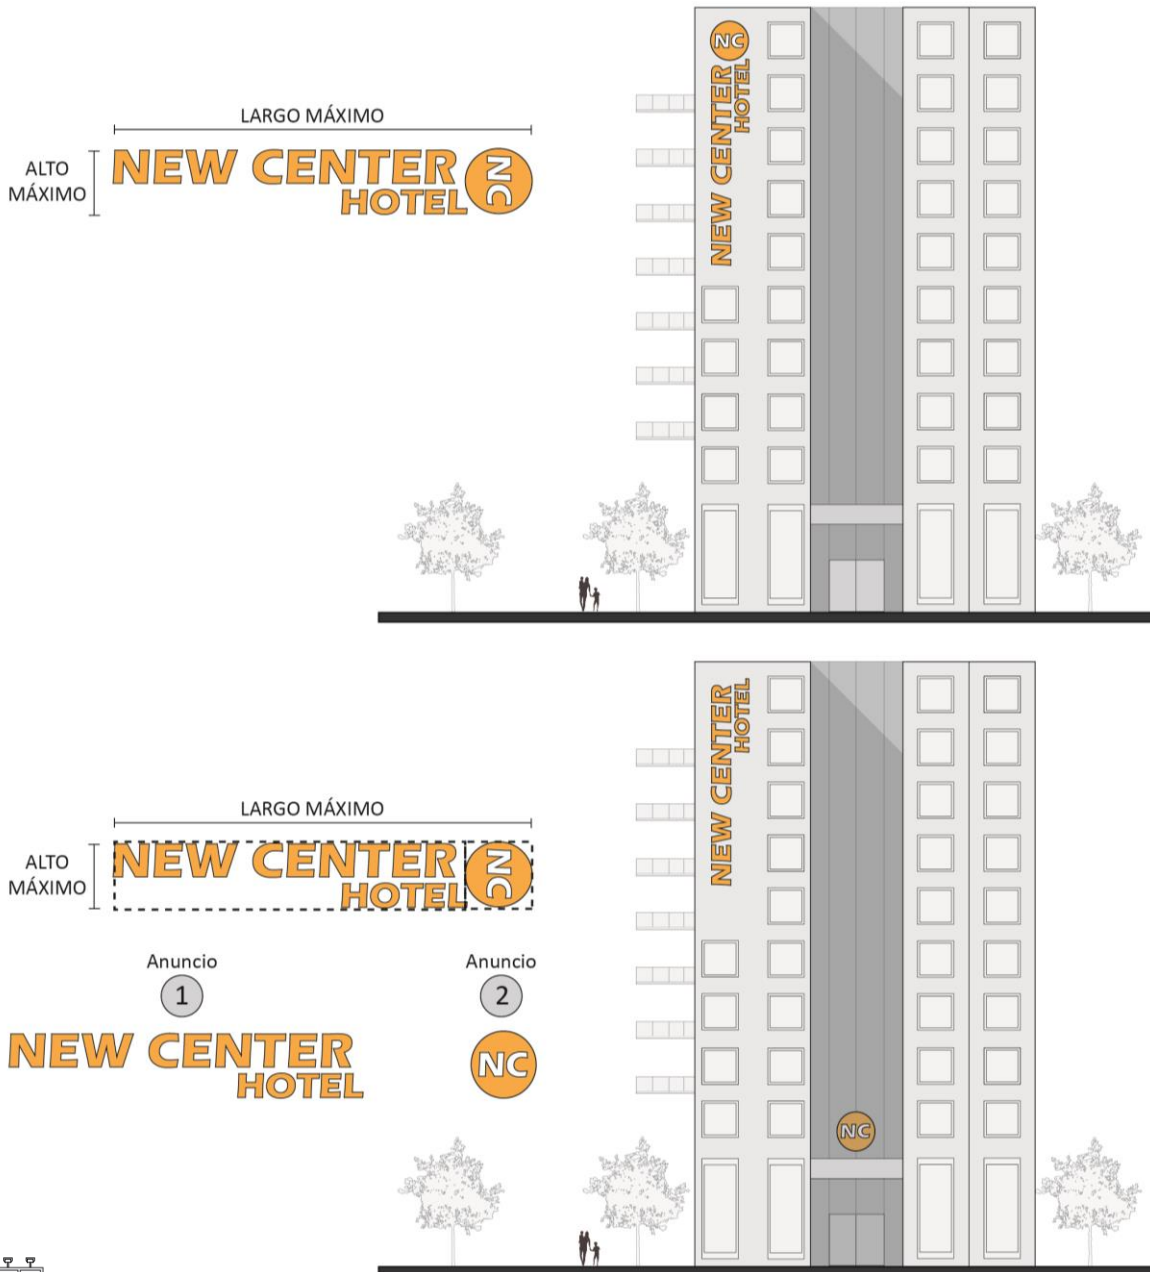 LARGO MÁXIMO
ALTO
MÁXIMO
NEW CENTER
HOTEL
NC
NEW CENTER
HOTEL
NC
LARGO MÁXIMO
ALTO
MÁXIMO
NEW CENTER
HOTEL
NC
Anuncio
1
Anuncio
2
NEW CENTER
HOTEL
NC
NEW CENTER
HOTEL
NC